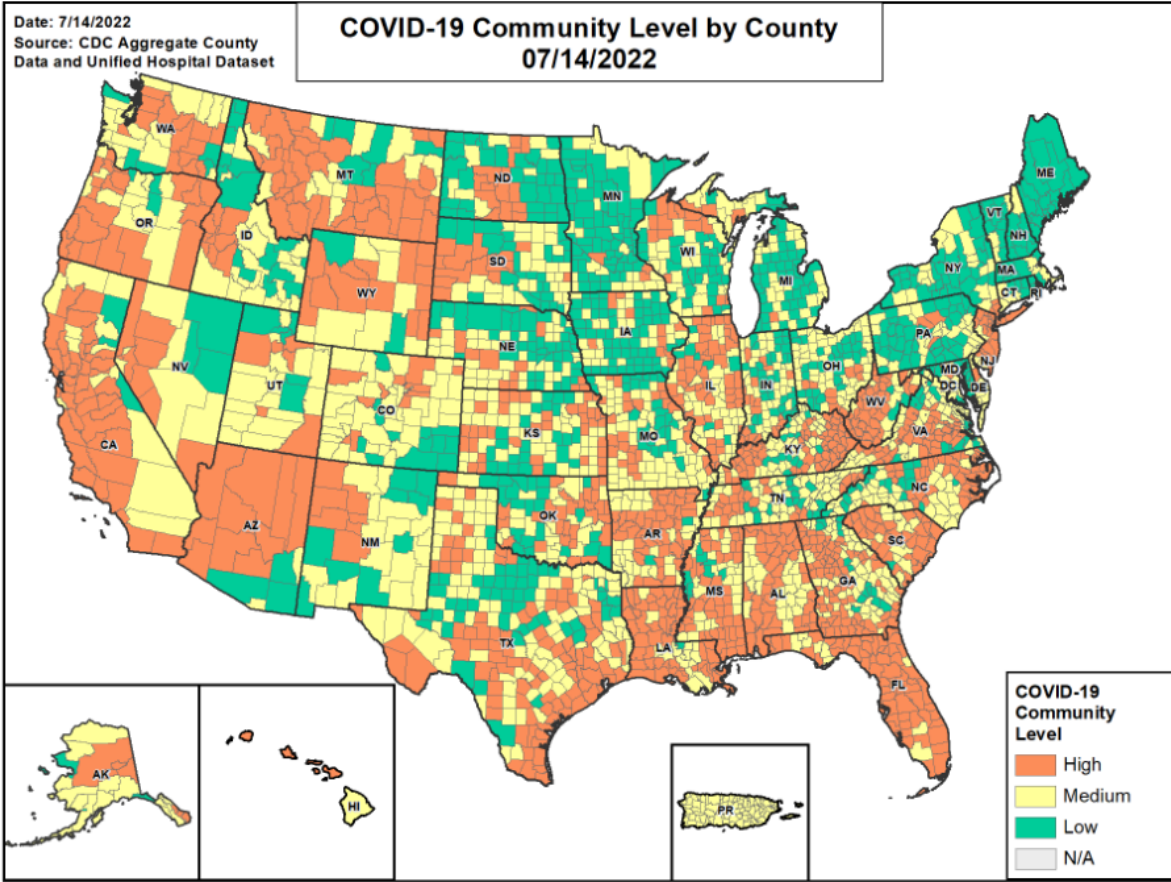 Date: 7/14/2022
Source: CDC Aggregate County
Data and Unified Hospital Dataset
COVID-19 Community Level by County
07/14/2022
WA
MT
ND
MN
ME
OR
ID
SD
WI
VT
NH
WY
MI
NY
MA
CT
RI
NE
IA
PA
NV
UT
CO
IL
IN
OH
NJ
MD
DC
DE
CA
KS
MO
WV
VA
KY
AZ
NM
OK
AR
TN
NC
SC
MS
AL
GA
TX
LA
FL
AK
HI
PR
COVID-19
Community
Level
High
Medium
Low
N/A